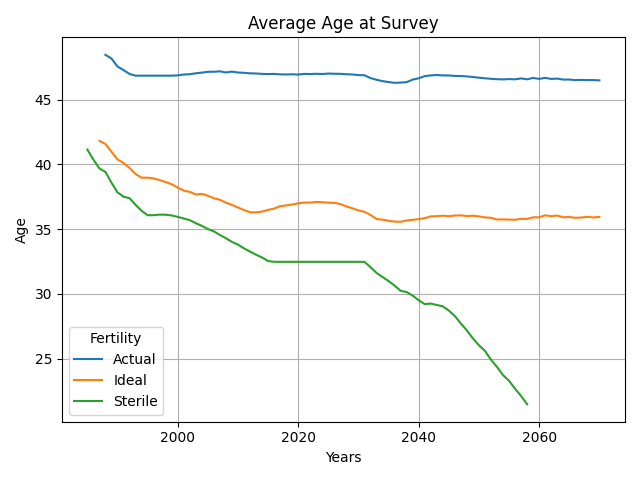 Average Age at Survey
Age
45
40
35
30
25
Fertility
Actual
Ideal
Sterile
2000 2020 2040 2060
Years